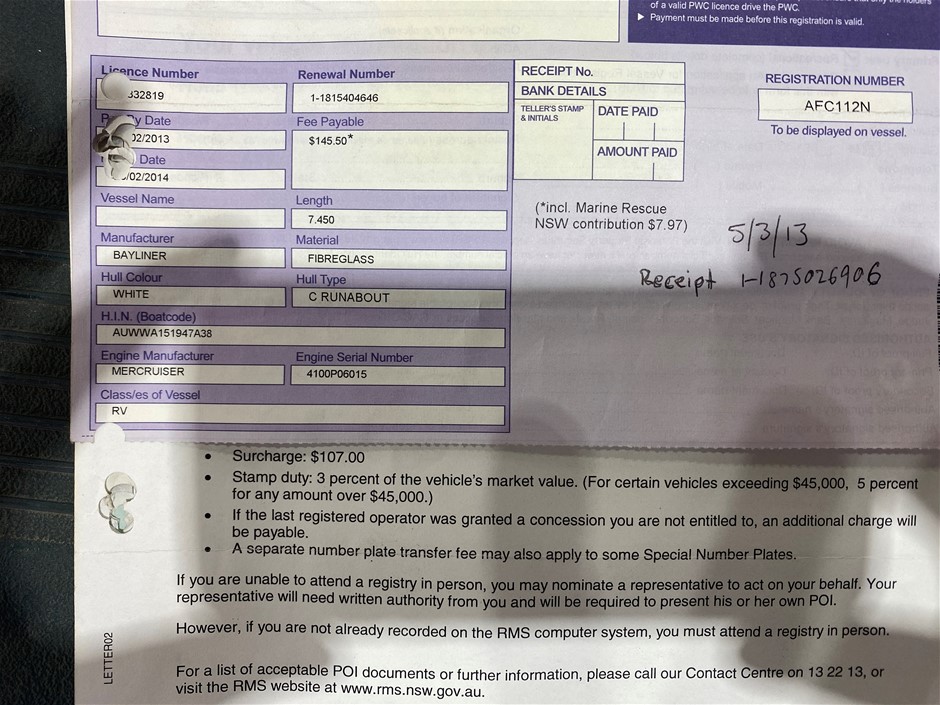 of a valid PWC licence drive the PWC.
▶ Payment must be made before this registration is valid.
Licence Number
32819
Renewal Number
1-1815404646
By Date
02/2013
Fee Payable
$145.50*
Date
/02/2014
Vessel Name
Length
7.450
Manufacturer
BAYLINER
Material
FIBREGLASS
Hull Colour
WHITE
Hull Type
C RUNABOUT
H.I.N. (Boatcode)
AUWWA151947A38
Engine Manufacturer
MERCRUISER
Engine Serial Number
4100P06015
Class/es of Vessel
RV
RECEIPT No.
BANK DETAILS
TELLER'S STAMP
& INITIALS
DATE PAID
AMOUNT PAID
REGISTRATION NUMBER
AFC112N
To be displayed on vessel.
(*incl. Marine Rescue
NSW contribution $7.97)
5/3/13
Receipt 1-1875026906
• Surcharge: $107.00
• Stamp duty: 3 percent of the vehicle's market value. (For certain vehicles exceeding $45,000, 5 percent
for any amount over $45,000.)
• If the last registered operator was granted a concession you are not entitled to, an additional charge will
be payable.
• A separate number plate transfer fee may also apply to some Special Number Plates.
If you are unable to attend a registry in person, you may nominate a representative to act on your behalf. Your
representative will need written authority from you and will be required to present his or her own POI.
However, if you are not already recorded on the RMS computer system, you must attend a registry in person.
For a list of acceptable POI documents or further information, please call our Contact Centre on 13 22 13, or
visit the RMS website at www.rms.nsw.gov.au.
LETTER02